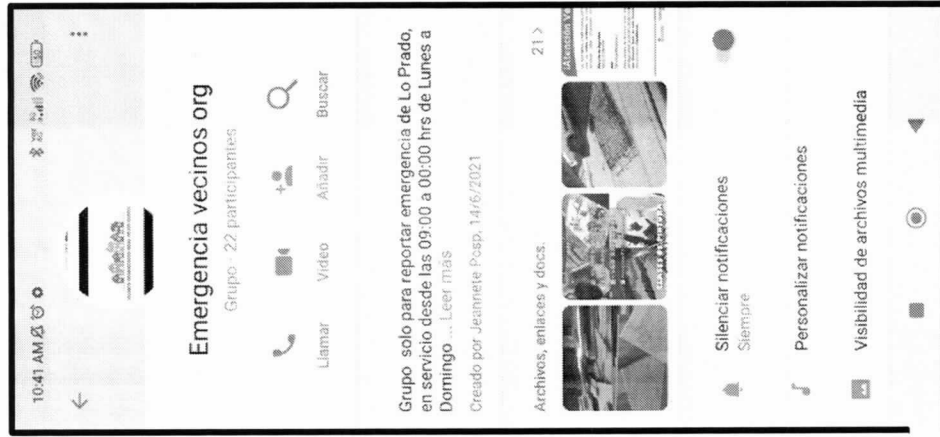 10:41 AM
Emergencia vecinos org
Grupo · 22 participantes
Llamar
Video
Añadir
Buscar
Grupo solo para reportar emergencia de Lo Prado,
en servicio desde las 09:00 a 00:00 hrs de Lunes a
Domingo ... Leer más
Creado por Jeannete Posp, 14/6/2021
Archivos, enlaces y docs.
21 >
¡Atención
Silenciar notificaciones
Siempre
Personalizar notificaciones
Visibilidad de archivos multimedia